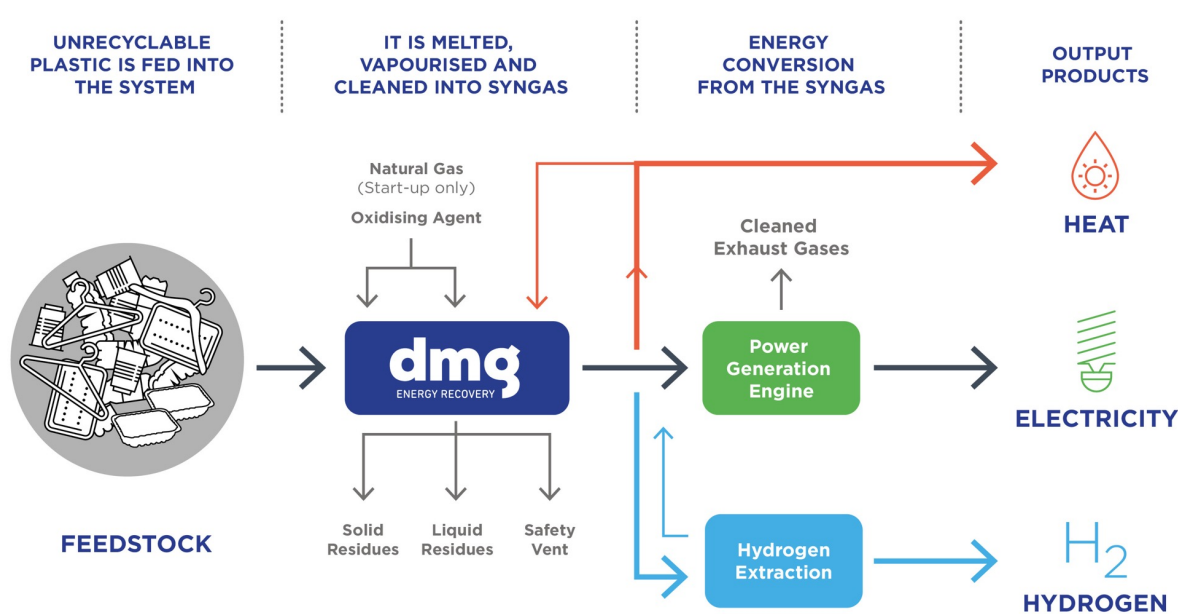 UNRECYCLABLE
PLASTIC IS FED INTO
THE SYSTEM
IT IS MELTED,
VAPOURISED AND
CLEANED INTO SYNGAS
ENERGY
CONVERSION
FROM THE SYNGAS
OUTPUT
PRODUCTS
Natural Gas
(Start-up only)
Oxidising Agent
Cleaned
Exhaust Gases
HEAT
dmg
ENERGY RECOVERY
Power
Generation
Engine
ELECTRICITY
FEEDSTOCK
Solid
Residues
Liquid
Residues
Safety
Vent
Hydrogen
Extraction
H2
HYDROGEN